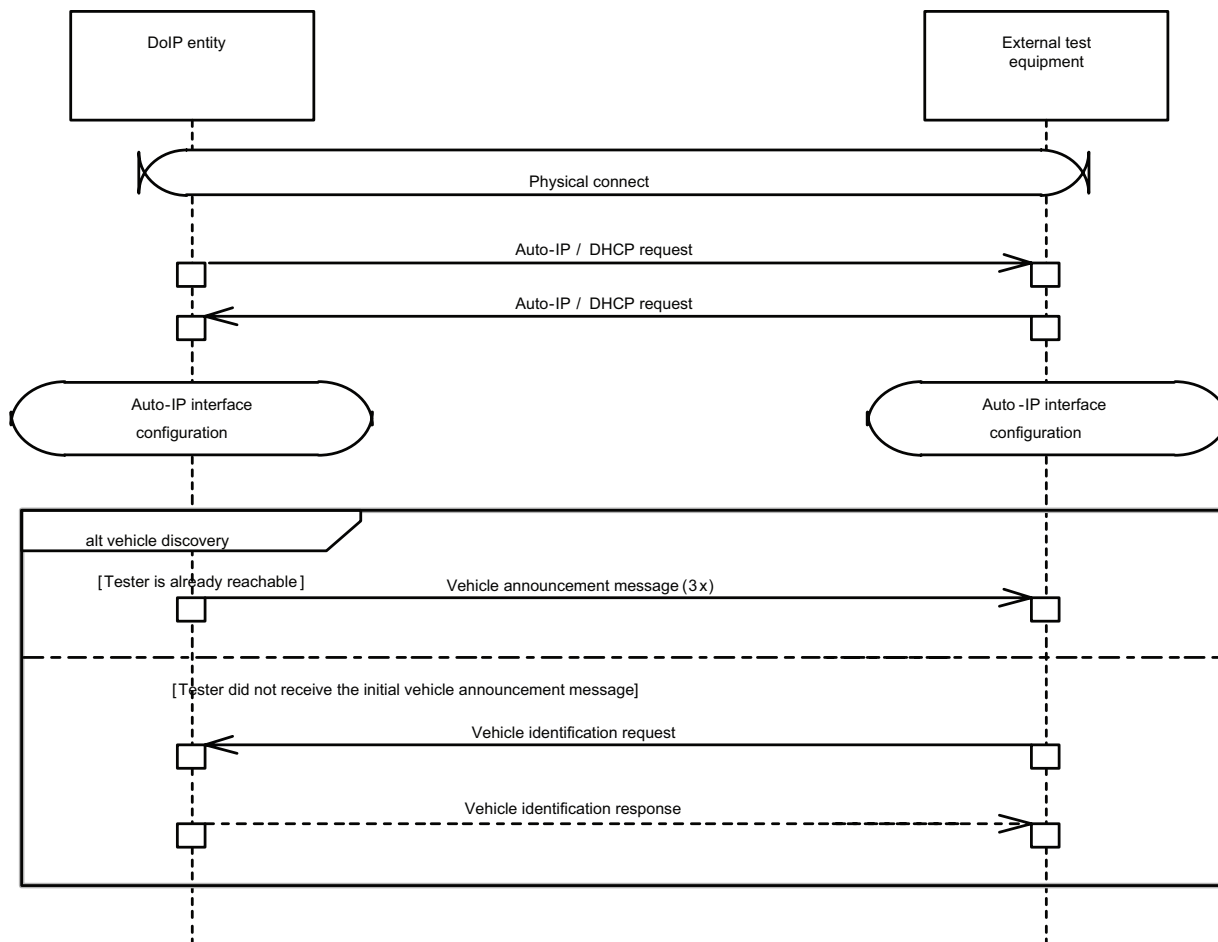 DoIP entity
External test
equipment
Physical connect
Auto-IP / DHCP request
Auto-IP / DHCP request
Auto-IP interface
configuration
Auto-IP interface
configuration
alt vehicle discovery
[Tester is already reachable]
Vehicle announcement message (3x)
[Tester did not receive the initial vehicle announcement message]
Vehicle identification request
Vehicle identification response